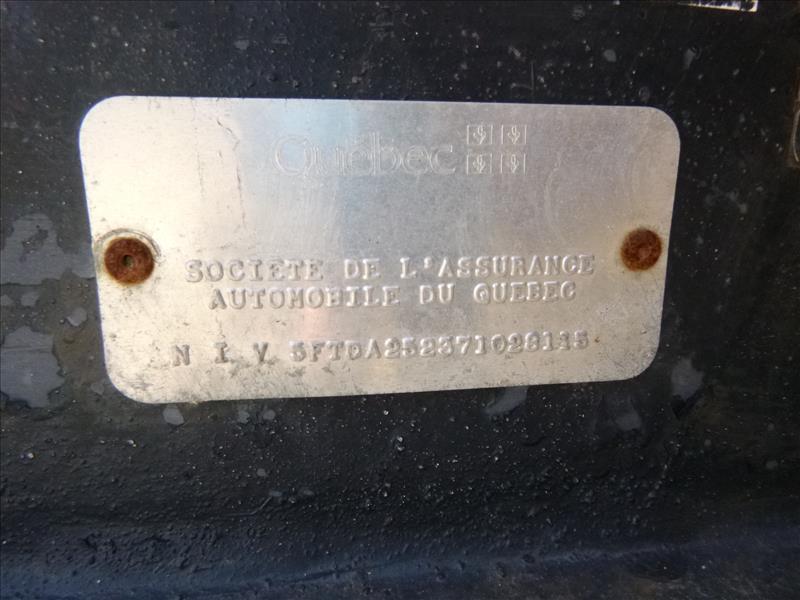 Québec
SOCIETE DE L'ASSURANCE
AUTOMOBILE DU QUEBEC
N I V 5FTDA252371028115